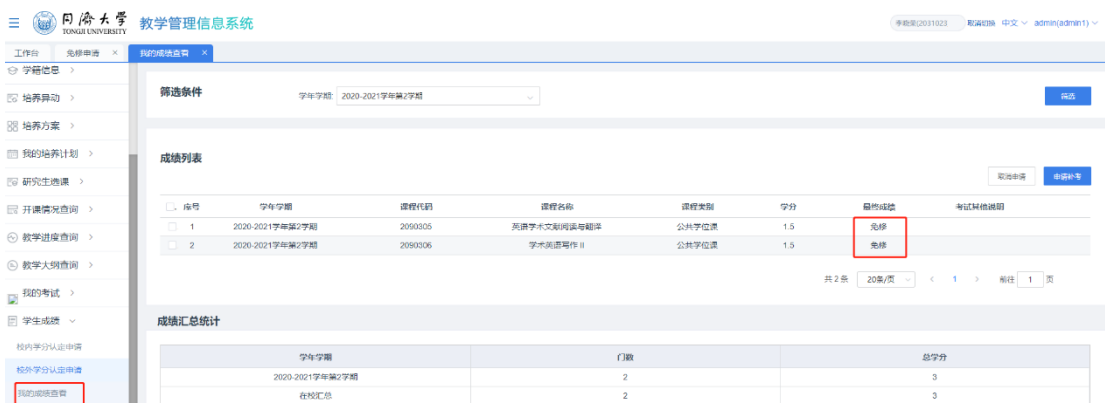 同济大学 教学管理信息系统
TONGJI UNIVERSITY
2031023 取消切换 中文 admin(admin1)
工作台 免修申请 × 我的成绩查看 ×
学籍信息
培养异动
培养方案
我的培养计划
研究生选课
开课情况查询
教学进度查询
教学大纲查询
我的考试
学生成绩
校内学分认定申请
校外学分认定申请
我的成绩查看
筛选条件 学年学期: 2020-2021学年第2学期 筛选
成绩列表
取消申请 申请补考
序号 学年学期 课程代码 课程名称 课程类别 学分 最终成绩 考试其他说明
1 2020-2021学年第2学期 2090305 英语学术文献阅读与翻译 公共学位课 1.5 免修
2 2020-2021学年第2学期 2090306 学术英语写作 II 公共学位课 1.5 免修
共 2 条 20条/页 < 1 > 前往 1 页
成绩汇总统计
学年学期 门数 总学分
2020-2021学年第2学期 2 3
在校汇总 2 3